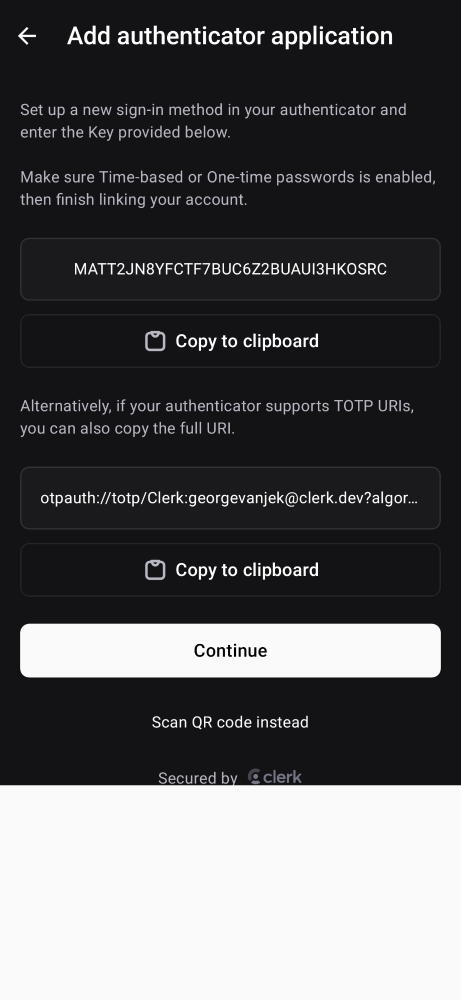 Add authenticator application
Set up a new sign-in method in your authenticator and
enter the Key provided below.
Make sure Time-based or One-time passwords is enabled,
then finish linking your account.
MATT2JN8YFCTF7BUC6Z2BUAUI3HKOSRC
Copy to clipboard
Alternatively, if your authenticator supports TOTP URIs,
you can also copy the full URI.
otpauth://totp/Clerk:georgevanjek@clerk.dev?algor…
Copy to clipboard
Continue
Scan QR code instead
Secured by clerk